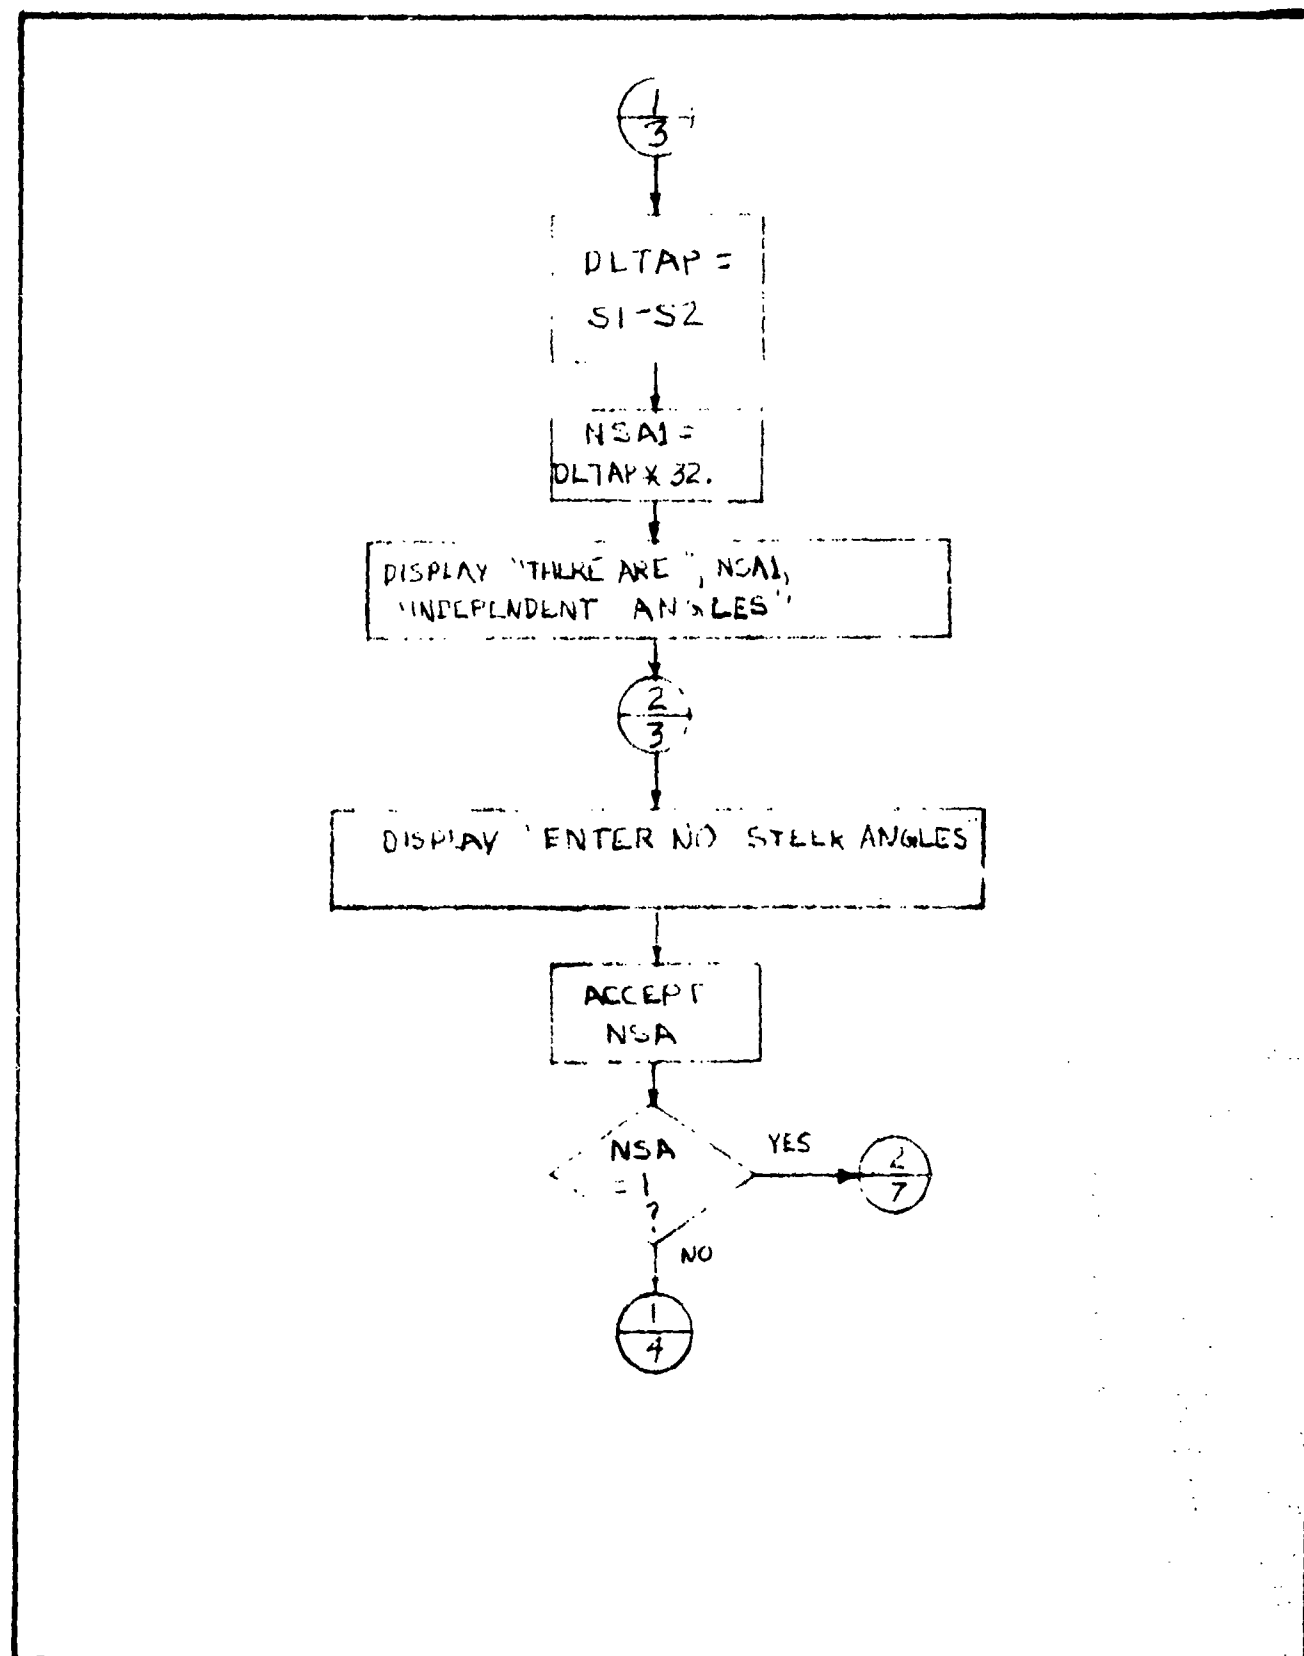 1
3
DLTAP =
S1-S2
NSA1 =
DLTAP * 32.
DISPLAY "THERE ARE", NSA1,
"INDEPENDENT ANGLES"
2
3
DISPLAY 'ENTER NO STEER ANGLES
ACCEPT
NSA
NSA
= 1
?
YES
2
7
NO
1
4